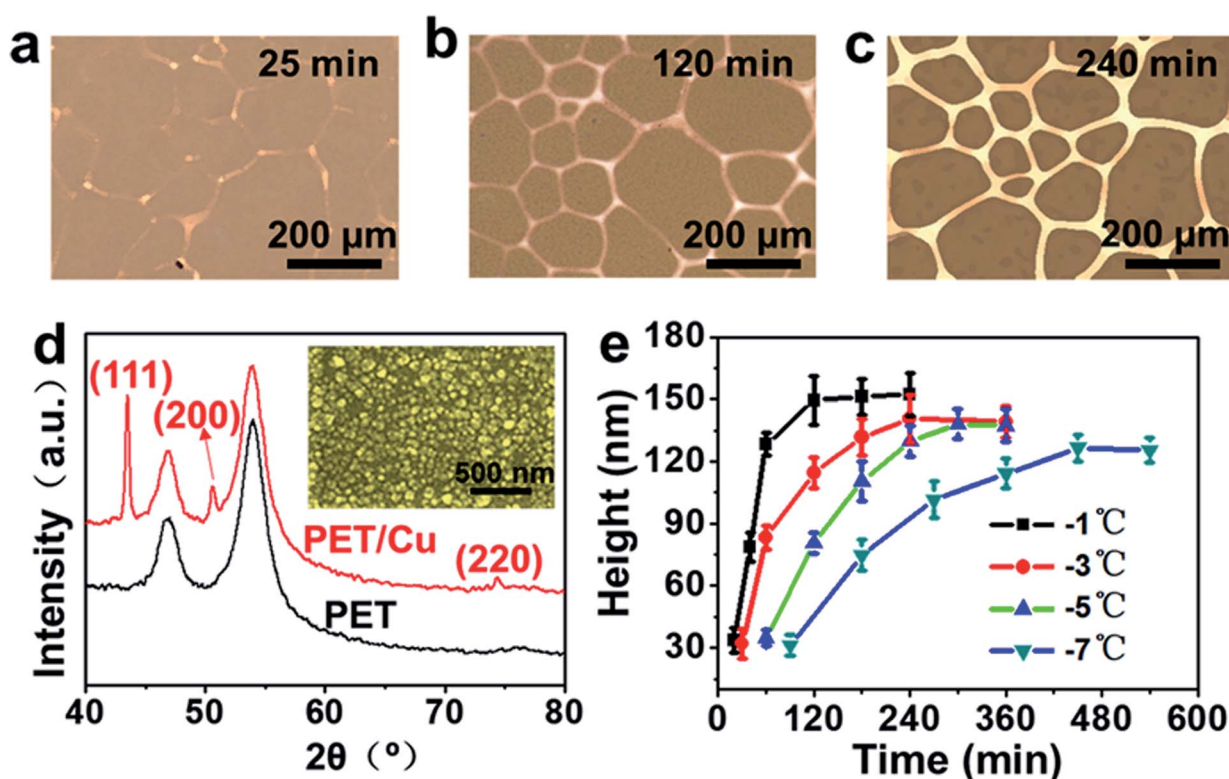 a
25 min
200 μm
b
120 min
200 μm
c
240 min
200 μm
d
(111)
(200)
500 nm
PET/Cu
(220)
PET
Intensity（a.u.）
40
50
60
70
80
2θ（º）
e
180
150
120
90
60
30
Height (nm)
-1℃
-3℃
-5℃
-7℃
0
120
240
360
480
600
Time (min)